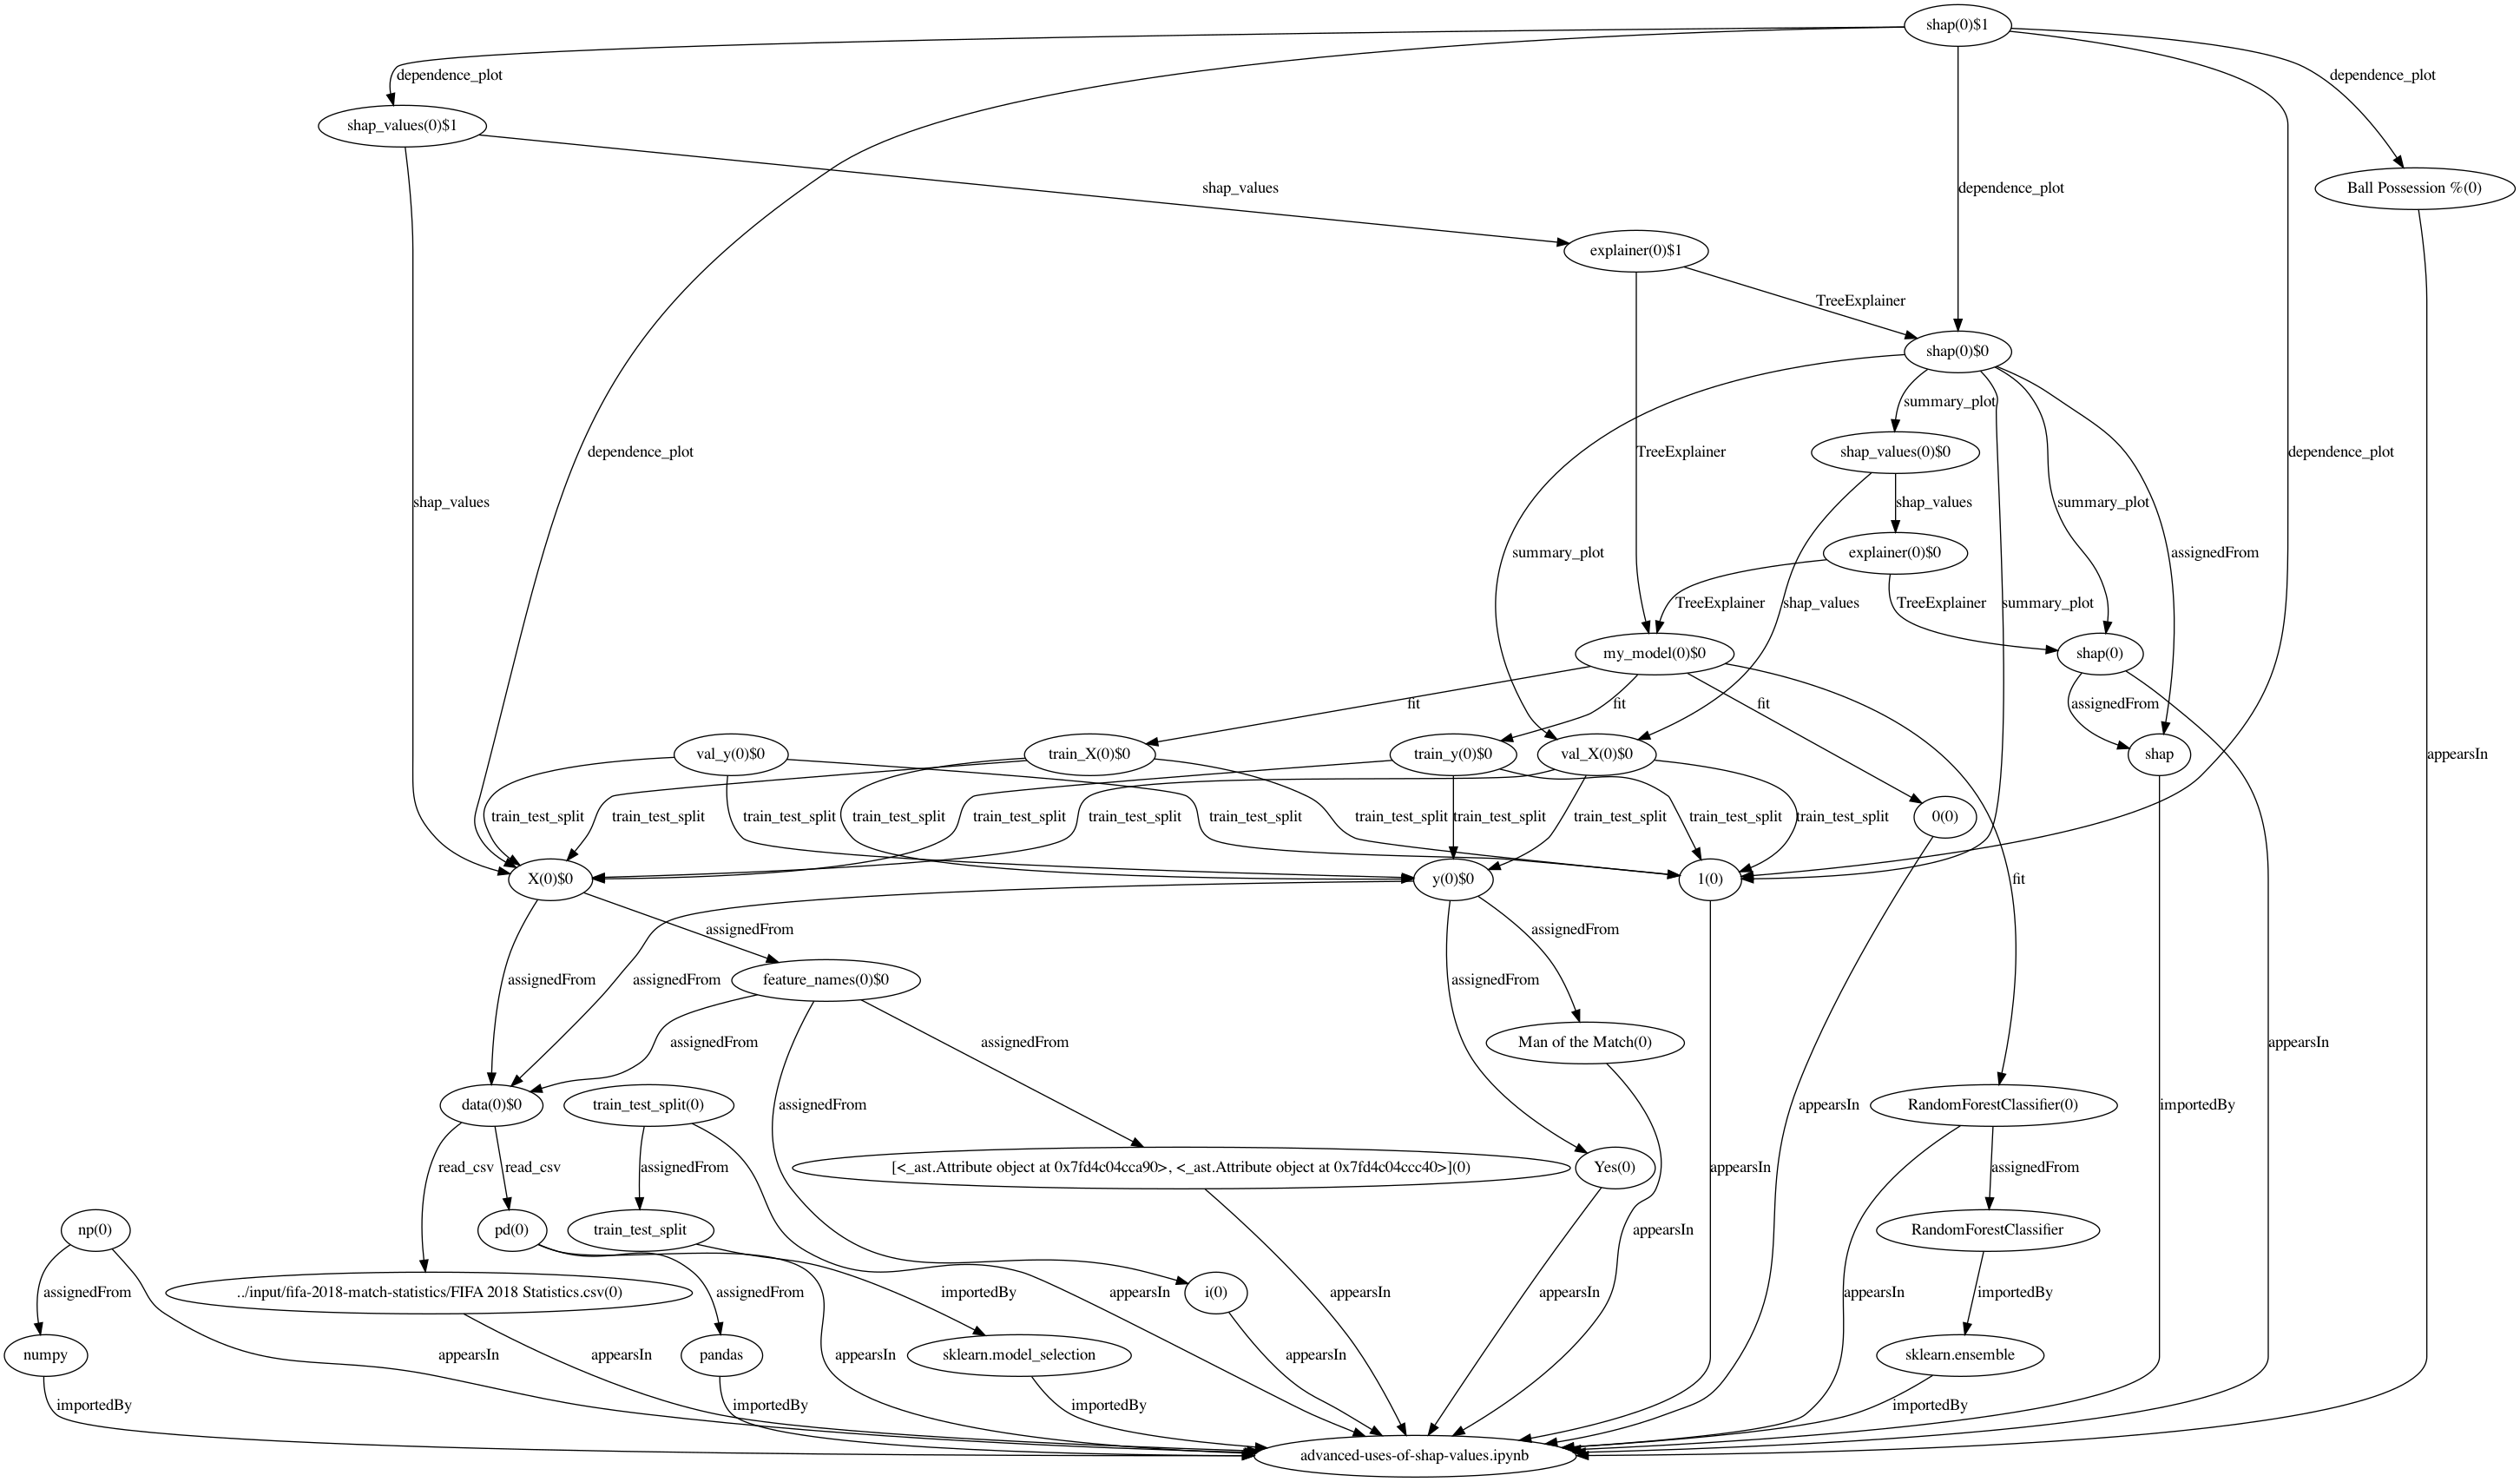 shap(0)$1
dependence_plot
dependence_plot
shap_values(0)$1
shap_values
dependence_plot
Ball Possession %(0)
explainer(0)$1
TreeExplainer
shap(0)$0
summary_plot
dependence_plot
TreeExplainer
shap_values(0)$0
dependence_plot
shap_values
shap_values
summary_plot
summary_plot
explainer(0)$0
assignedFrom
TreeExplainer
shap_values
TreeExplainer
summary_plot
my_model(0)$0
shap(0)
fit
fit
fit
assignedFrom
val_y(0)$0
train_X(0)$0
train_y(0)$0
val_X(0)$0
shap
appearsIn
train_test_split
train_test_split
train_test_split
train_test_split
train_test_split
train_test_split
train_test_split
train_test_split
train_test_split
train_test_split
train_test_split
train_test_split
0(0)
X(0)$0
y(0)$0
1(0)
fit
assignedFrom
assignedFrom
assignedFrom
assignedFrom
feature_names(0)$0
assignedFrom
assignedFrom
assignedFrom
Man of the Match(0)
appearsIn
data(0)$0
train_test_split(0)
assignedFrom
appearsIn
RandomForestClassifier(0)
importedBy
read_csv
read_csv
assignedFrom
[<_ast.Attribute object at 0x7fd4c04cca90>, <_ast.Attribute object at 0x7fd4c04ccc40>](0)
Yes(0)
appearsIn
assignedFrom
np(0)
pd(0)
train_test_split
appearsIn
RandomForestClassifier
assignedFrom
../input/fifa-2018-match-statistics/FIFA 2018 Statistics.csv(0)
assignedFrom
importedBy
appearsIn
i(0)
appearsIn
appearsIn
appearsIn
importedBy
numpy
appearsIn
appearsIn
pandas
appearsIn
sklearn.model_selection
appearsIn
sklearn.ensemble
importedBy
importedBy
importedBy
importedBy
advanced-uses-of-shap-values.ipynb